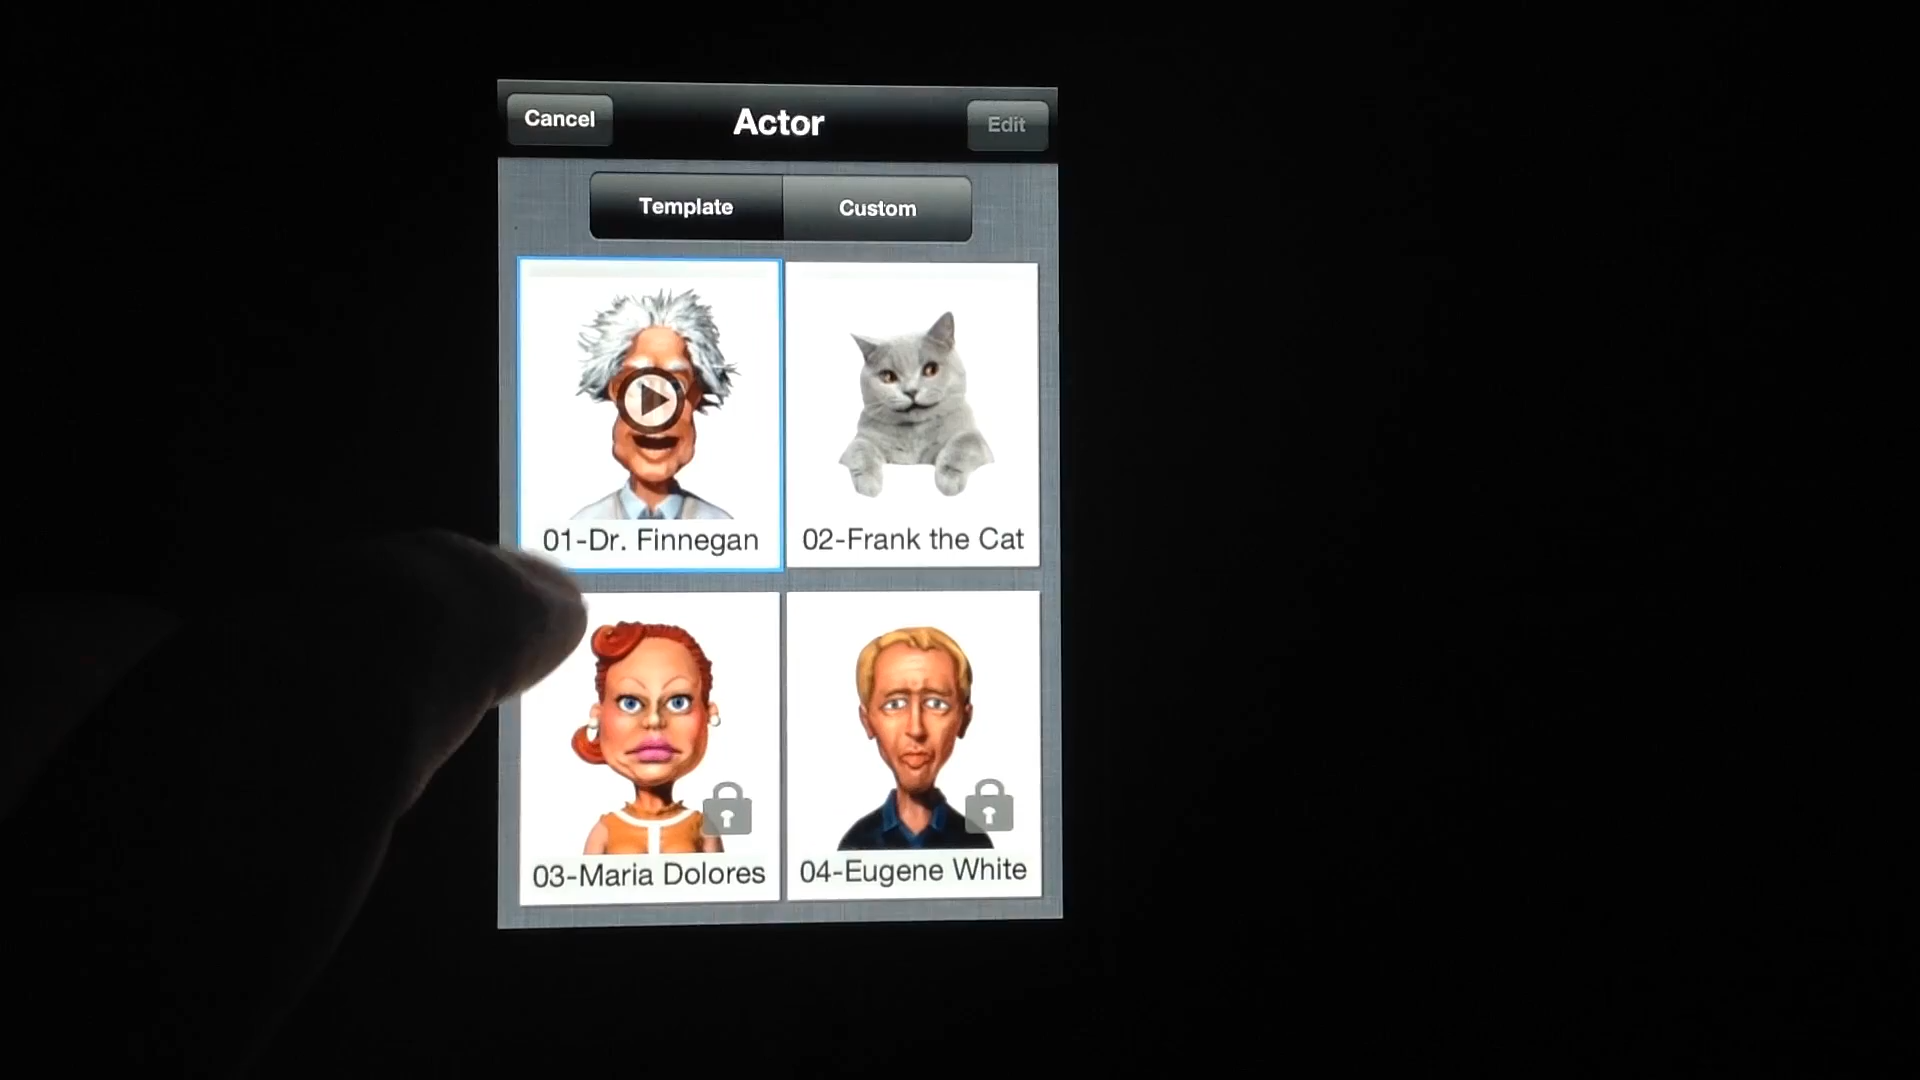 Cancel
Actor
Edit
Template
Custom
01-Dr. Finnegan
02-Frank the Cat
03-Maria Dolores
04-Eugene White